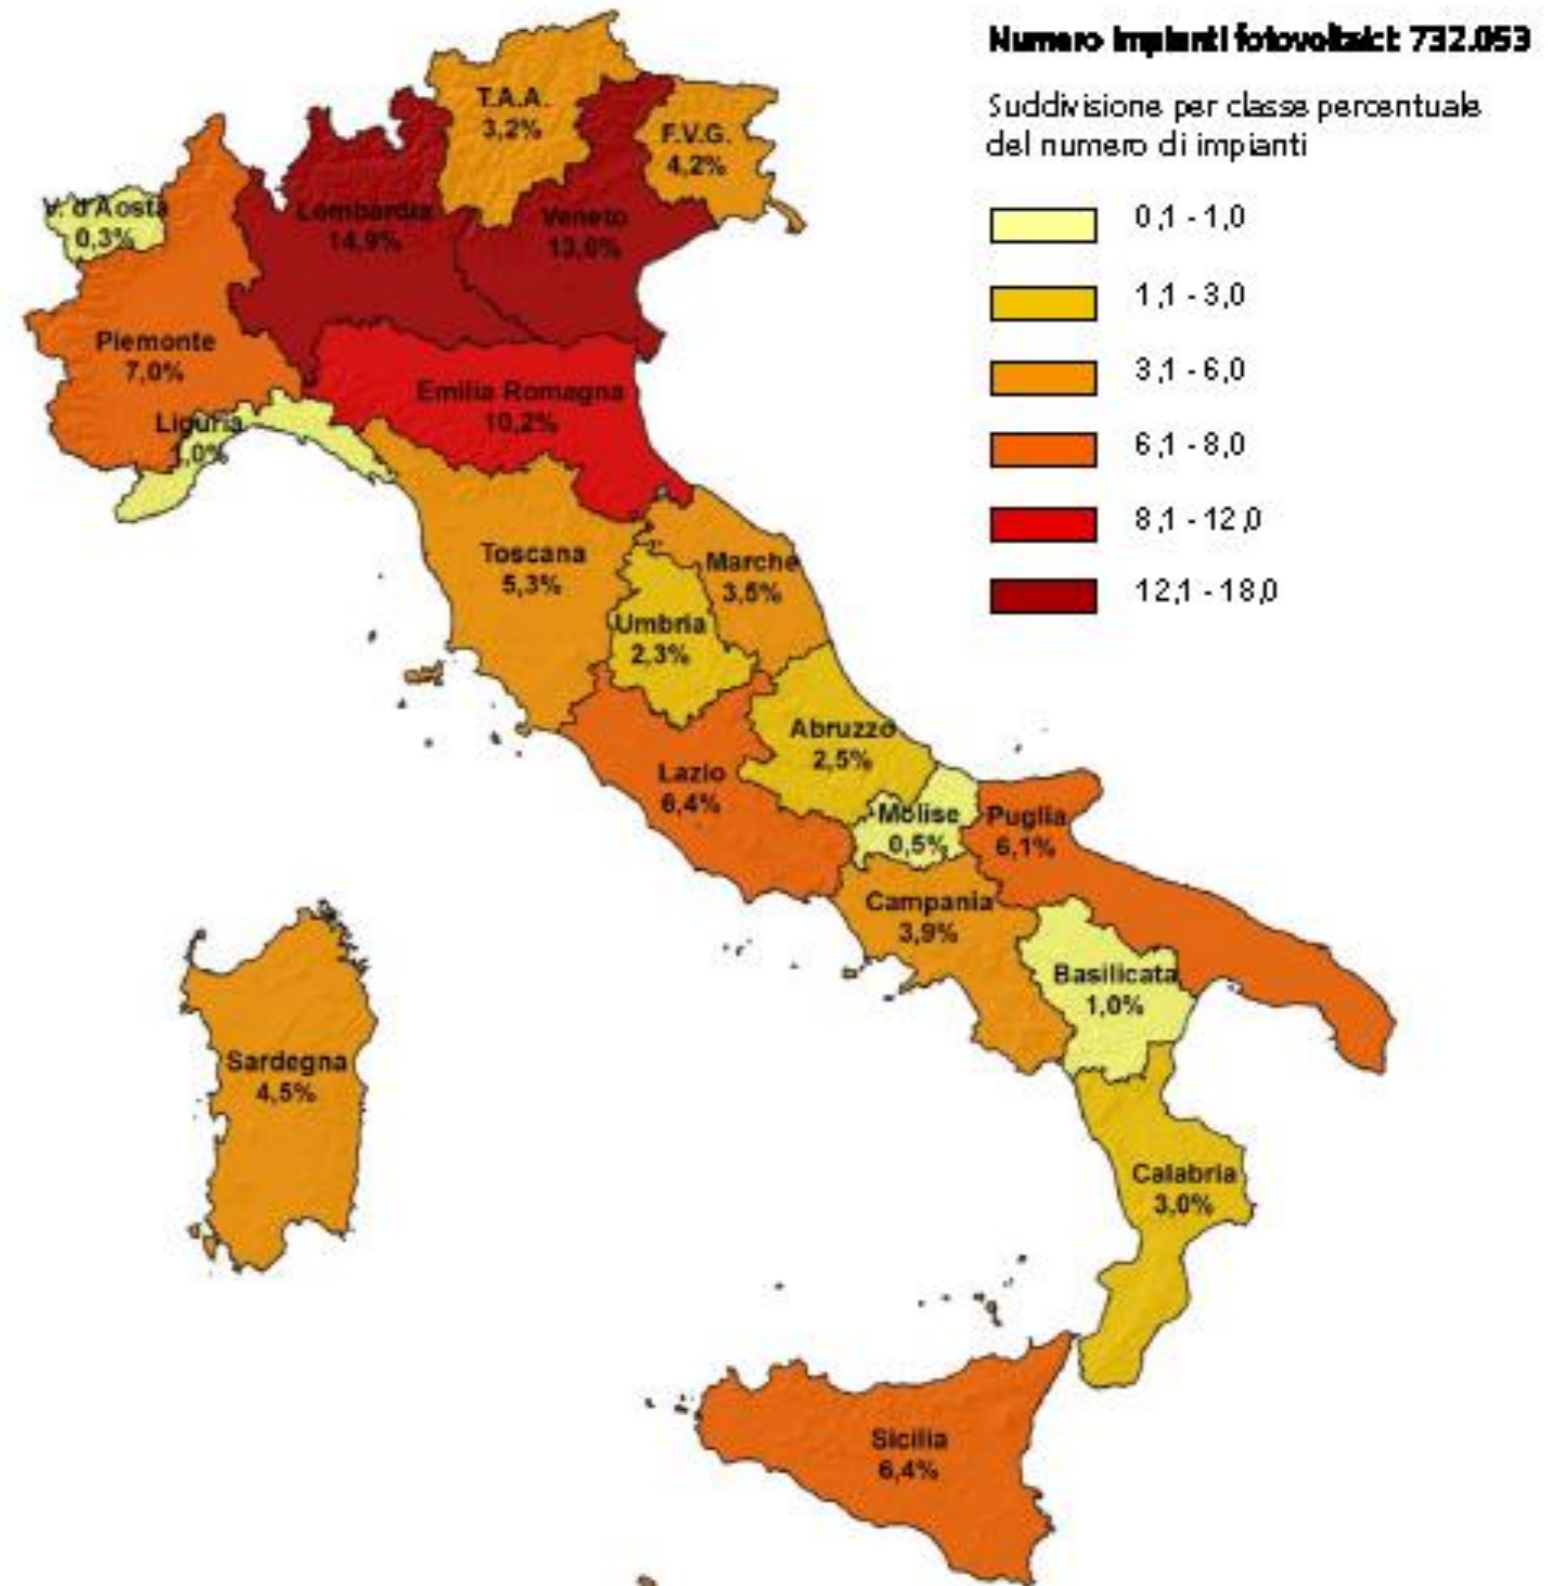 Numero impianti fotovoltaici: 732.053
Suddivisione per classe percentuale
del numero di impianti
0,1 - 1,0
1,1 - 3,0
3,1 - 6,0
6,1 - 8,0
8,1 - 12,0
12,1 - 18,0
T.A.A.
3,2%
F.V.G.
4,2%
V. d'Aosta
0,3%
Lombardia
14,9%
Veneto
Piemonte
7,0%
Emilia Romagna
10,2%
Liguria
1,0%
Toscana
5,3%
Marche
3,5%
Umbria
2,3%
Abruzzo
2,5%
Lazio
6,4%
Molise
0,5%
Puglia
6,1%
Campania
3,9%
Basilicata
1,0%
Sardegna
4,5%
Calabria
3,0%
Sicilia
6,4%